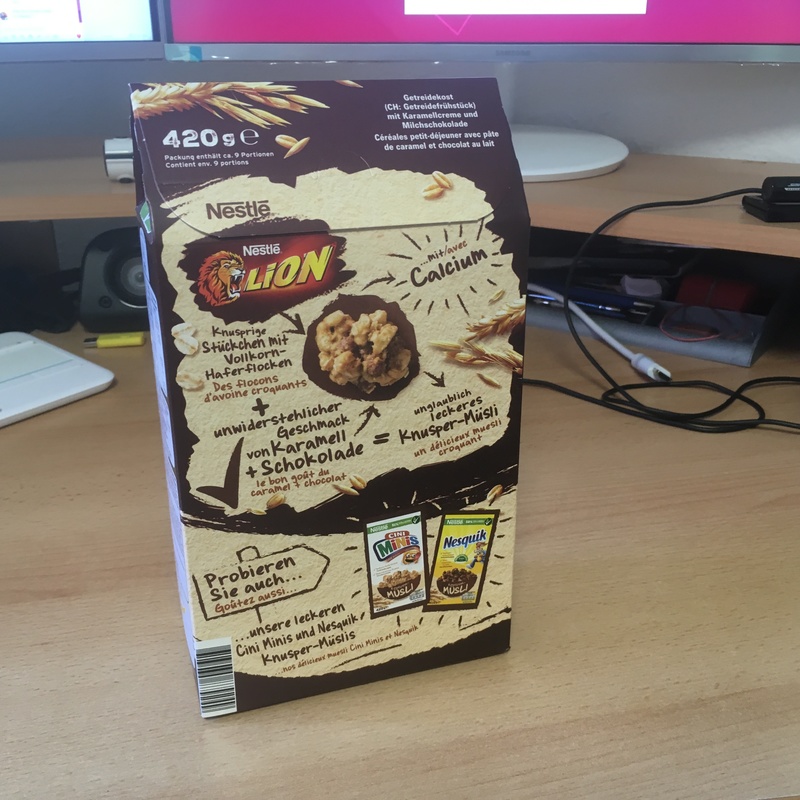 SAMSUNG
Getreidekost
(CH: Getreidefrühstück)
mit Karamellcreme und
Milchschokolade
Céréales petit-déjeuner avec pâte
de caramel et chocolat au lait
420 g ℮
Packung enthält ca. 9 Portionen
Contient env. 9 portions
Nestlé
Nestlé
LION
...mit/avec
Calcium
Knusprige
Stückchen mit
Vollkorn-
Haferflocken
Des flocons
d'avoine croquants
+
unwiderstehlicher
Geschmack
von Karamell
+ Schokolade
le bon goût du
caramel + chocolat
=
unglaublich
leckeres
Knusper-Müsli
un délicieux muesli
croquant
Probieren
Sie auch...
Goûtez aussi...
...unsere leckeren
Cini Minis und Nesquik
Knusper-Müslis
...nos délicieux muesli Cini Minis et Nesquik
Nestlé
CINI
MINIS
MÜSLI
Nestlé
Nesquik
MÜSLI